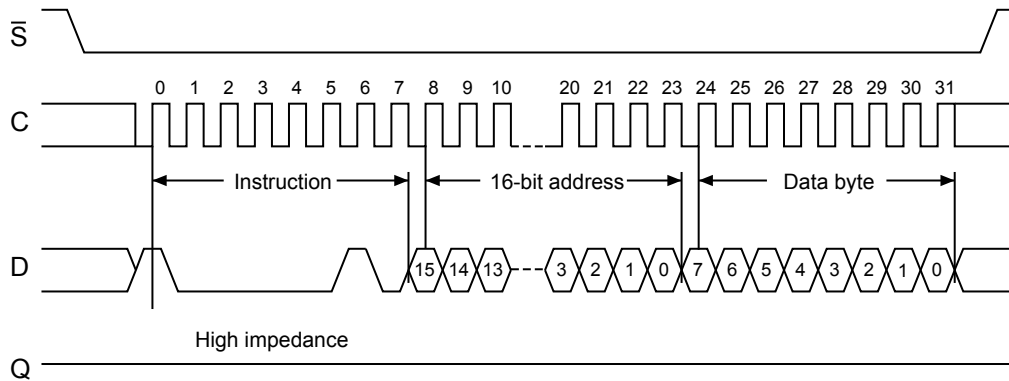 S̅
0 1 2 3 4 5 6 7 8 9 10 20 21 22 23 24 25 26 27 28 29 30 31
C
Instruction 16-bit address Data byte
D
15 14 13 3 2 1 0 7 6 5 4 3 2 1 0
High impedance
Q